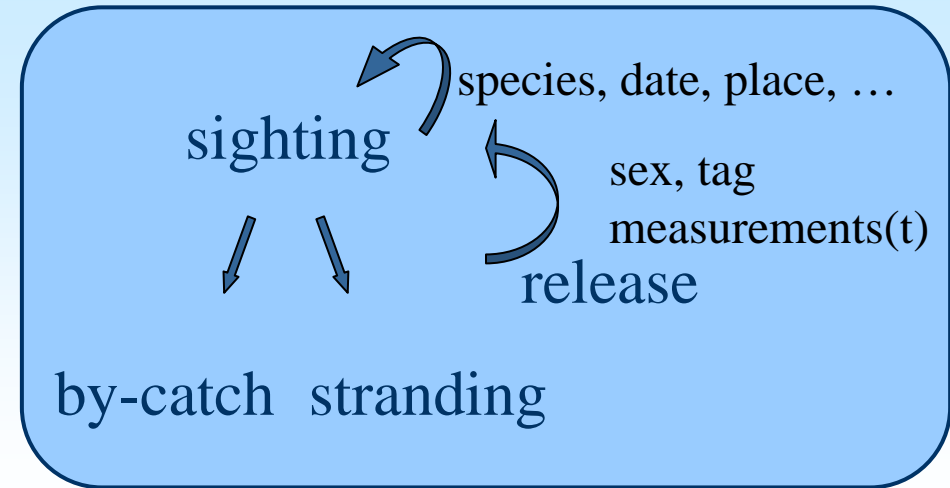 species, date, place, …
sighting
sex, tag
measurements(t)
release
by-catch stranding